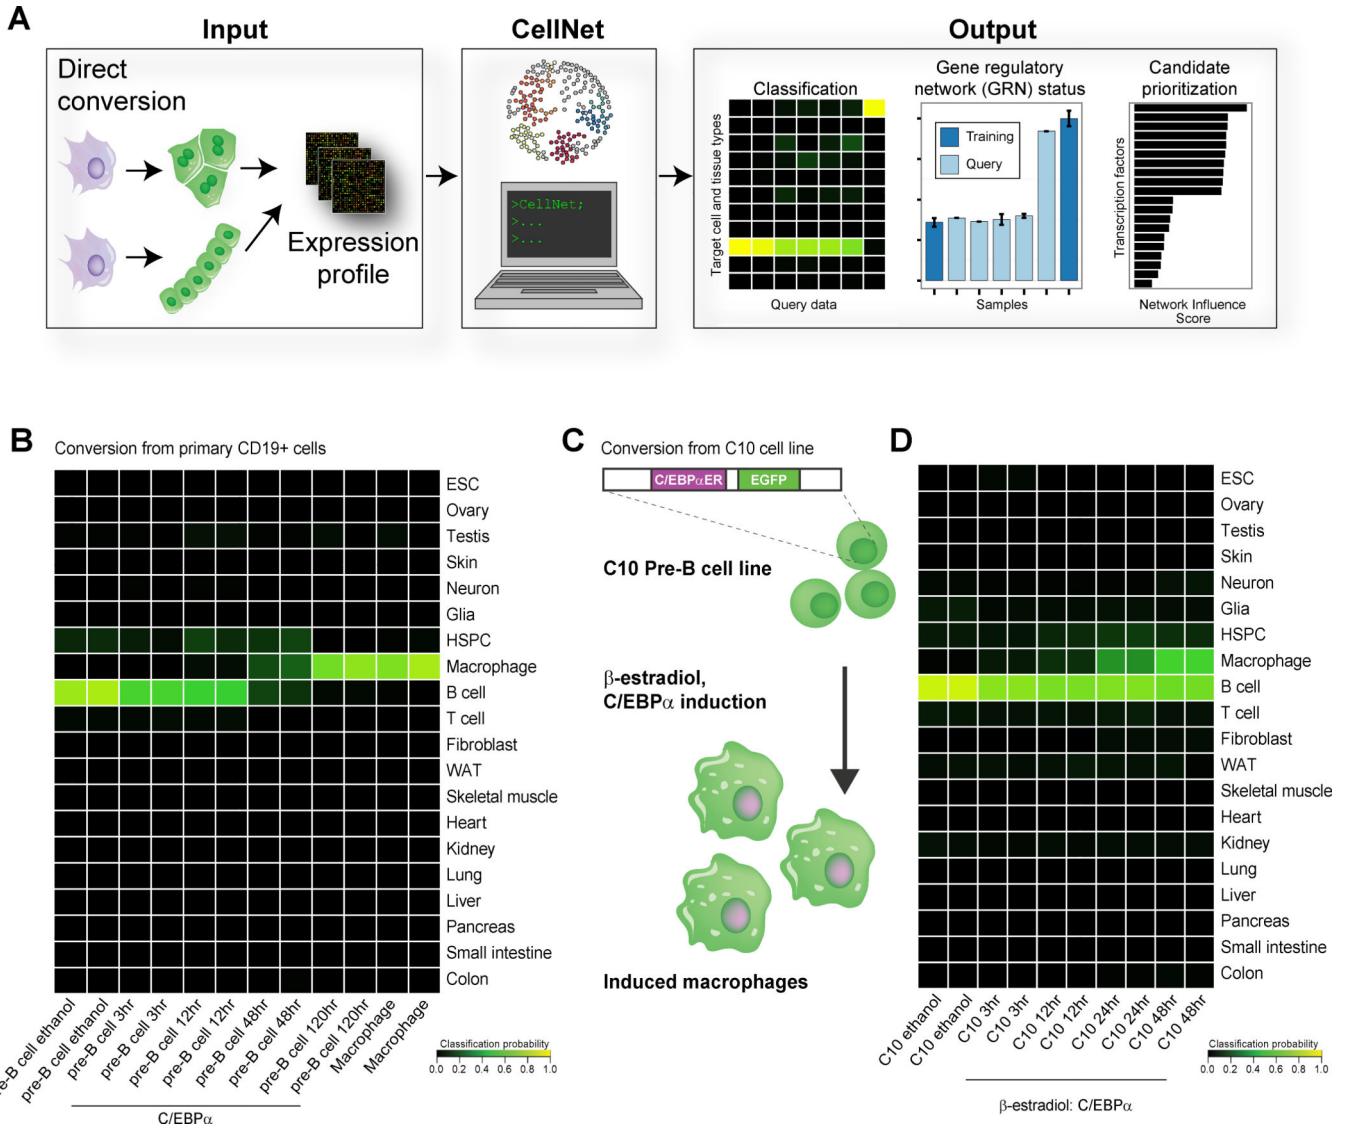 A
Input
CellNet
Output
Direct
conversion
Expression
profile
>CellNet;
>...
>...
Classification
Target cell and tissue types
Query data
Gene regulatory
network (GRN) status
Training
Query
Samples
Candidate
prioritization
Transcription factors
Network Influence
Score
B
Conversion from primary CD19+ cells
ESC
Ovary
Testis
Skin
Neuron
Glia
HSPC
Macrophage
B cell
T cell
Fibroblast
WAT
Skeletal muscle
Heart
Kidney
Lung
Liver
Pancreas
Small intestine
Colon
re-B cell ethanol
pre-B cell ethanol
pre-B cell 3hr
pre-B cell 3hr
pre-B cell 12hr
pre-B cell 12hr
pre-B cell 48hr
pre-B cell 48hr
pre-B cell 120hr
pre-B cell 120hr
Macrophage
Macrophage
C/EBPα
Classification probability
0.0 0.2 0.4 0.6 0.8 1.0
C
Conversion from C10 cell line
C/EBPαER
EGFP
C10 Pre-B cell line
β-estradiol,
C/EBPα induction
Induced macrophages
D
ESC
Ovary
Testis
Skin
Neuron
Glia
HSPC
Macrophage
B cell
T cell
Fibroblast
WAT
Skeletal muscle
Heart
Kidney
Lung
Liver
Pancreas
Small intestine
Colon
C10 ethanol
C10 ethanol
C10 3hr
C10 3hr
C10 12hr
C10 12hr
C10 24hr
C10 24hr
C10 48hr
C10 48hr
β-estradiol: C/EBPα
Classification probability
0.0 0.2 0.4 0.6 0.8 1.0